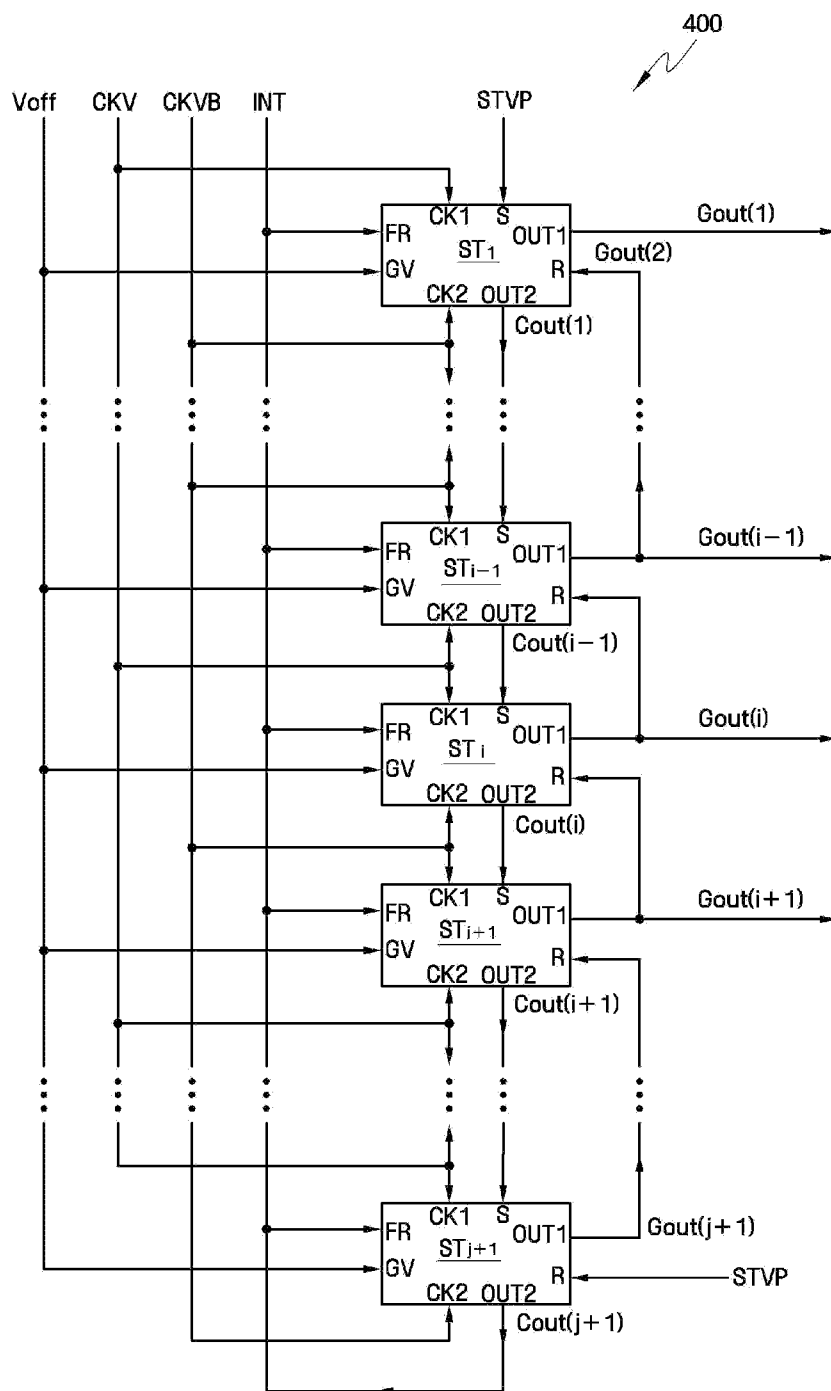 400
Voff CKV CKVB INT STVP
CK1 S
FR OUT1 Gout(1)
ST1 Gout(2)
GV R
CK2 OUT2
Cout(1)
CK1 S
FR OUT1 Gout(i-1)
STi-1
GV R
CK2 OUT2
Cout(i-1)
CK1 S
FR OUT1 Gout(i)
STi
GV R
CK2 OUT2
Cout(i)
CK1 S
FR OUT1 Gout(i+1)
STi+1
GV R
CK2 OUT2
Cout(i+1)
CK1 S
FR OUT1 Gout(j+1)
STj+1
GV R STVP
CK2 OUT2
Cout(j+1)